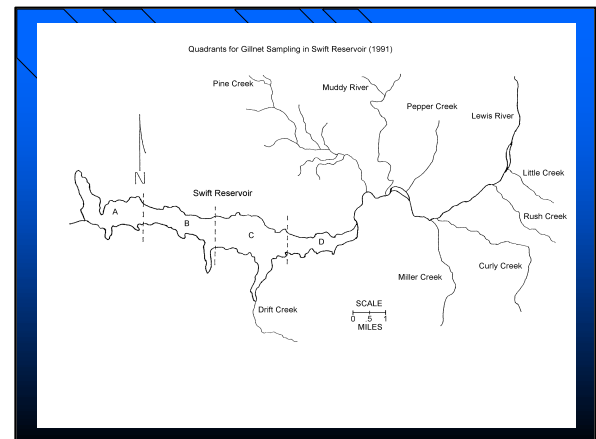 Quadrants for Gillnet Sampling in Swift Reservoir (1991)
Pine Creek
Muddy River
Pepper Creek
Lewis River
Little Creek
N
Swift Reservoir
A
B
C
D
Rush Creek
Curly Creek
Miller Creek
Drift Creek
SCALE
0 .5 1
MILES